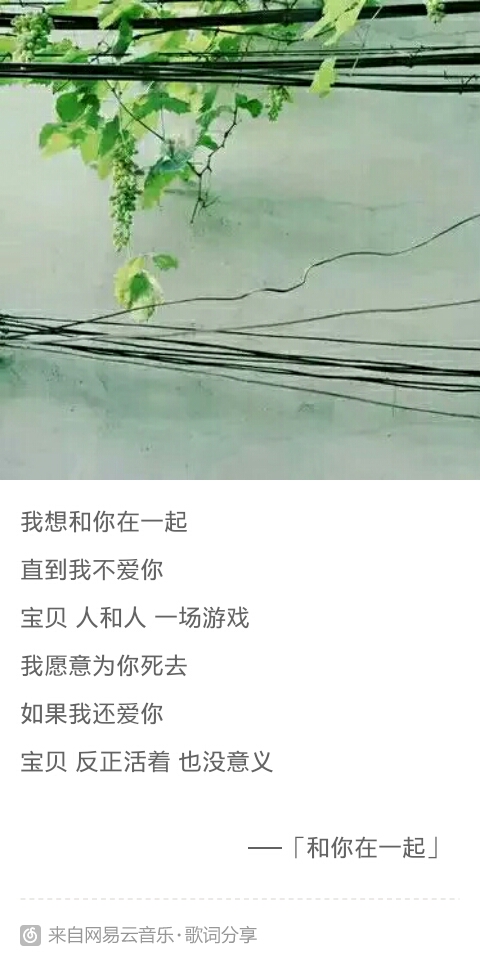 我想和你在一起
直到我不爱你
宝贝 人和人 一场游戏
我愿意为你死去
如果我还爱你
宝贝 反正活着 也没意义
——「和你在一起」
来自网易云音乐·歌词分享